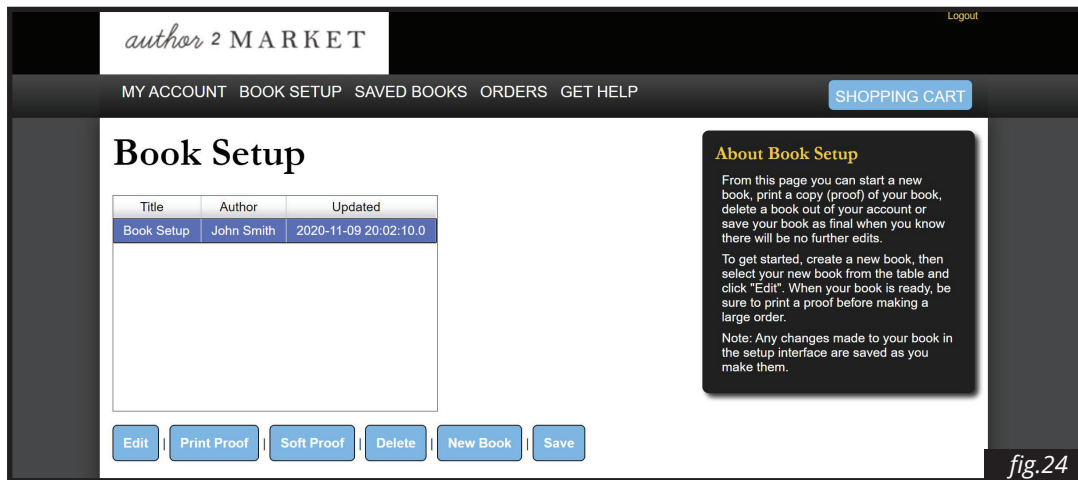 Logout
author 2 MARKET
MY ACCOUNT BOOK SETUP SAVED BOOKS ORDERS GET HELP
SHOPPING CART
Book Setup
Title Author Updated
Book Setup John Smith 2020-11-09 20:02:10.0
Edit | Print Proof | Soft Proof | Delete | New Book | Save
About Book Setup
From this page you can start a new
book, print a copy (proof) of your book,
delete a book out of your account or
save your book as final when you know
there will be no further edits.
To get started, create a new book, then
select your new book from the table and
click "Edit". When your book is ready, be
sure to print a proof before making a
large order.
Note: Any changes made to your book in
the setup interface are saved as you
make them.
fig.24